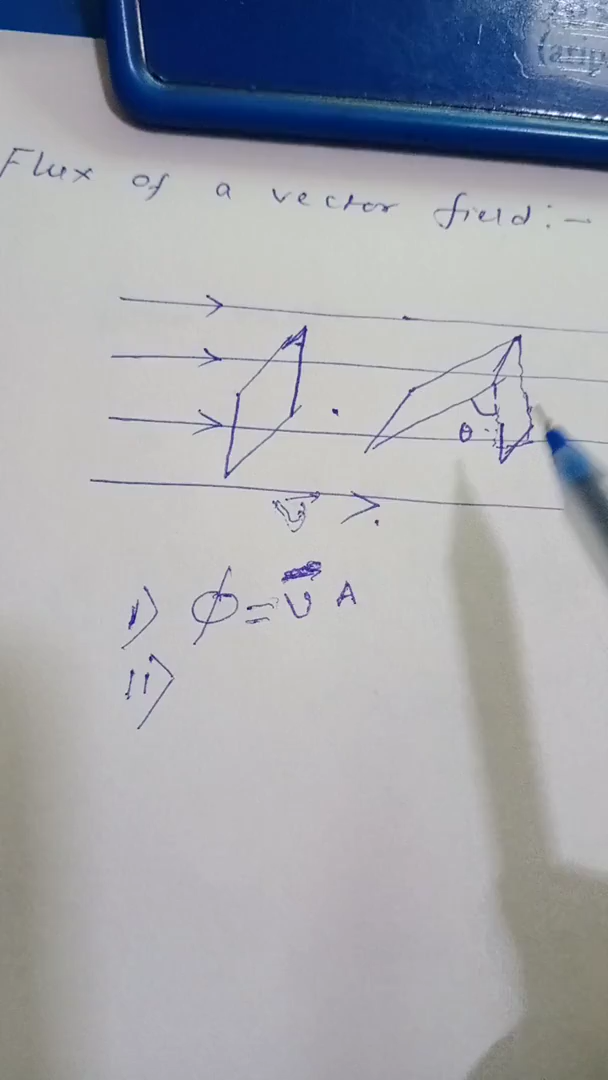 Flux of a vector field:-
θ
v⃗
I) ϕ = v A
II)